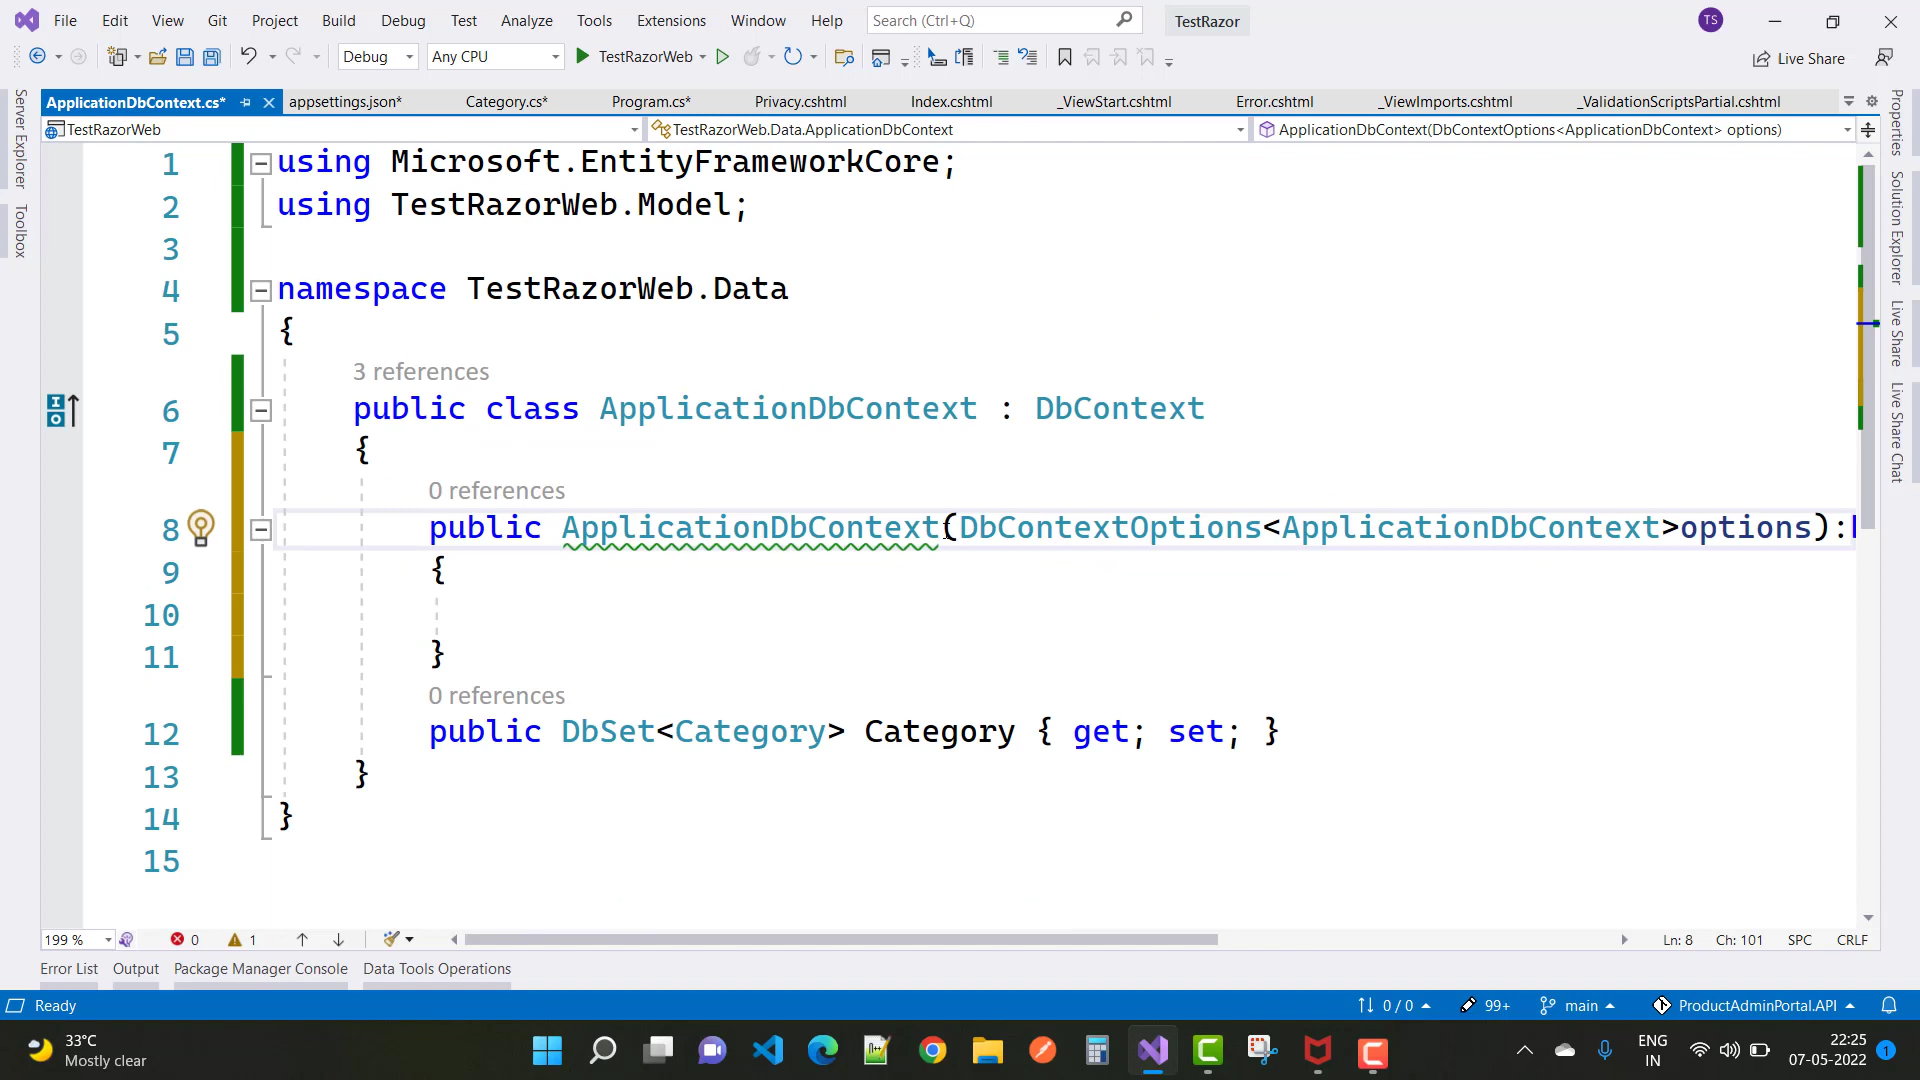 File Edit View Git Project Build Debug Test Analyze Tools Extensions Window Help Search (Ctrl+Q) TestRazor TS
Debug Any CPU TestRazorWeb Live Share
ApplicationDbContext.cs* appsettings.json* Category.cs* Program.cs* Privacy.cshtml Index.cshtml _ViewStart.cshtml Error.cshtml _ViewImports.cshtml _ValidationScriptsPartial.cshtml
TestRazorWeb TestRazorWeb.Data.ApplicationDbContext ApplicationDbContext(DbContextOptions<ApplicationDbContext> options)
Server Explorer
Toolbox
1 using Microsoft.EntityFrameworkCore;
2 using TestRazorWeb.Model;
3
4 namespace TestRazorWeb.Data
5 {
3 references
6 public class ApplicationDbContext : DbContext
7 {
0 references
8 public ApplicationDbContext(DbContextOptions<ApplicationDbContext>options):
9 {
10
11 }
0 references
12 public DbSet<Category> Category { get; set; }
13 }
14 }
15
Properties
Solution Explorer
Live Share
Live Share Chat
199 % 0 1 Ln: 8 Ch: 101 SPC CRLF
Error List Output Package Manager Console Data Tools Operations
Ready 0 / 0 99+ main ProductAdminPortal.API
33°C
Mostly clear
ENG
IN
22:25
07-05-2022
1